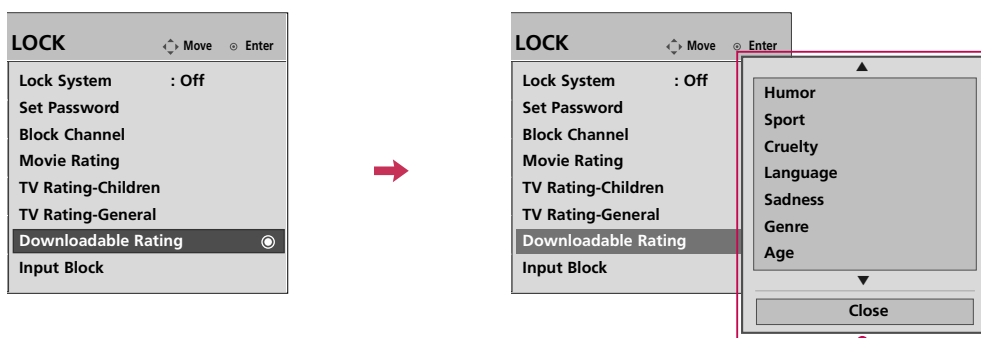 LOCK Move Enter
Lock System : Off
Set Password
Block Channel
Movie Rating
TV Rating-Children
TV Rating-General
Downloadable Rating
Input Block
LOCK Move Enter
Lock System : Off
Set Password
Block Channel
Movie Rating
TV Rating-Children
TV Rating-General
Downloadable Rating
Input Block
Humor
Sport
Cruelty
Language
Sadness
Genre
Age
Close